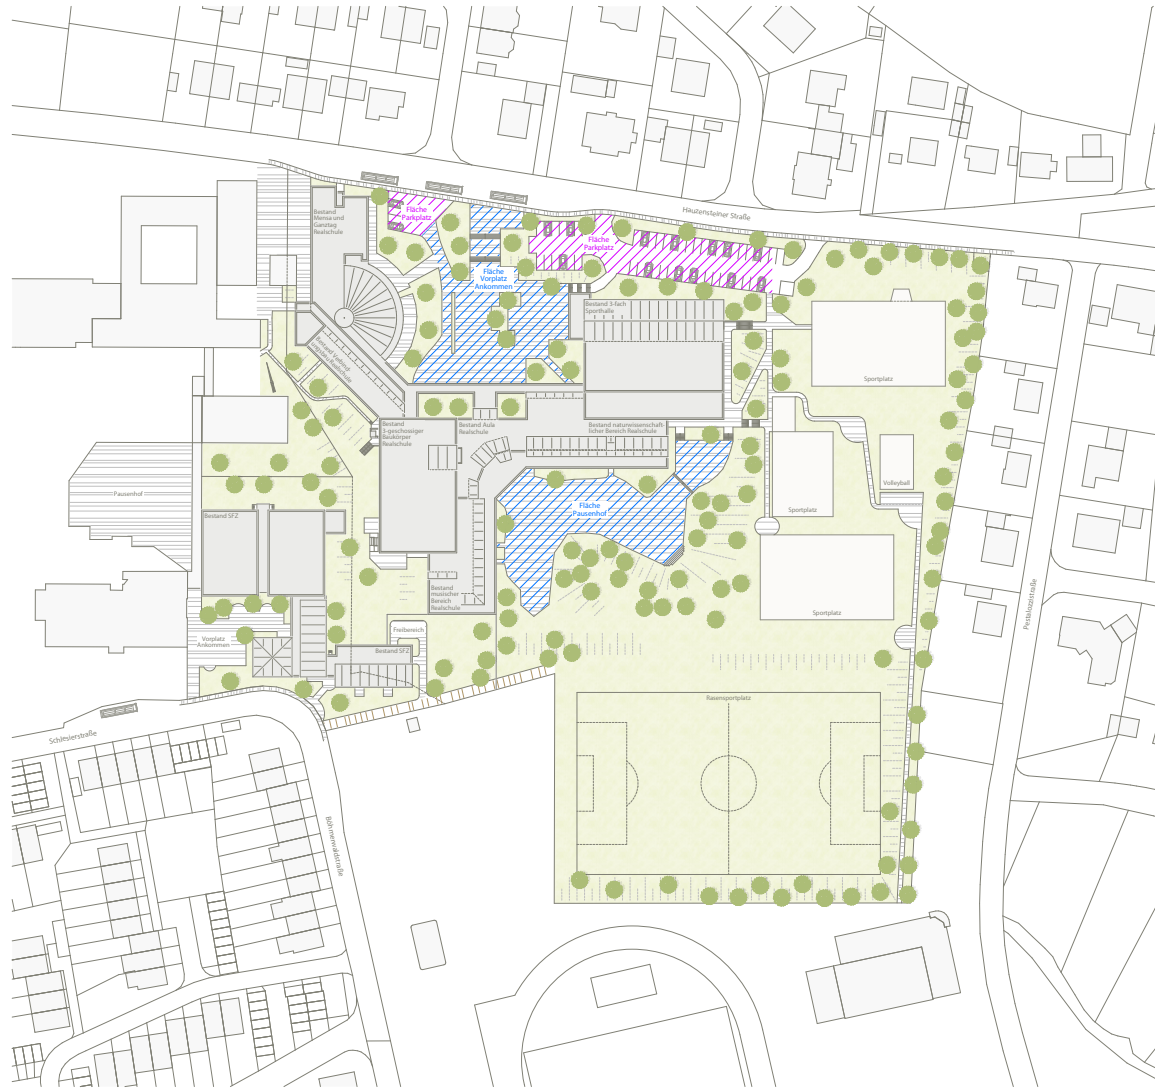 Hauzensteiner Straße
Bestand
Mensa und
Ganztag
Realschule
Fläche
Parkplatz
Fläche
Parkplatz
Fläche
Vorplatz
Ankommen
Bestand 3-fach
Sporthalle
Sportplatz
Bestand
3-geschossiger
Baukörper
Realschule
Bestand Aula
Realschule
Bestand naturwissenschaft-
licher Bereich Realschule
Pausenhof
Bestand SFZ
Fläche
Pausenhof
Sportplatz
Volleyball
Bestand
musischer
Bereich
Realschule
Sportplatz
Pestalozzistraße
Vorplatz
Ankommen
Freibereich
Bestand SFZ
Rasensportplatz
Schlesierstraße
Böhmerwaldstraße